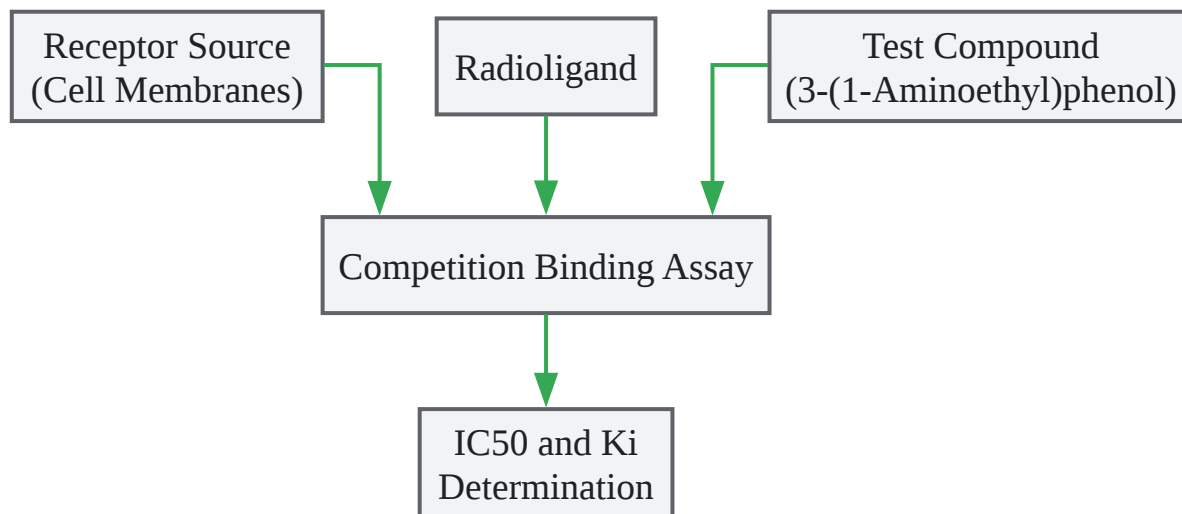 Receptor Source
(Cell Membranes)
Radioligand
Test Compound
(3-(1-Aminoethyl)phenol)
Competition Binding Assay
IC50 and Ki
Determination